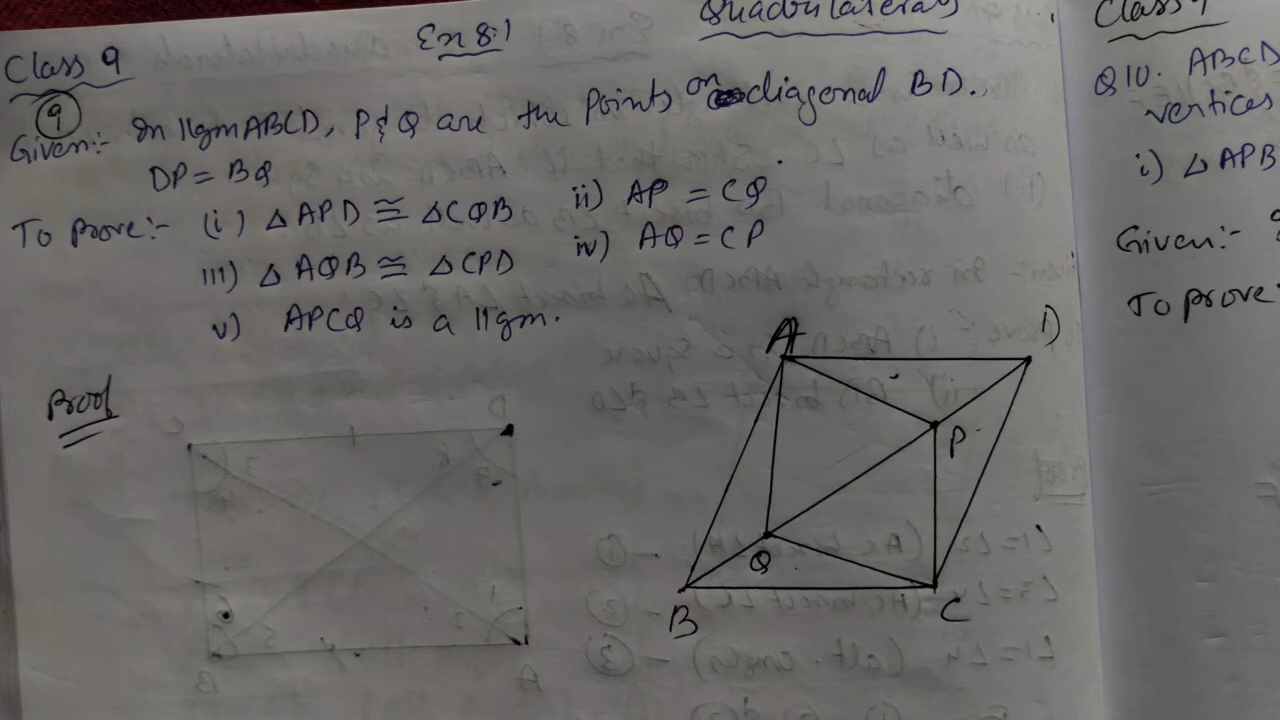 Quadrilaterals
Class 9
Ex 8.1
9
Given:- In ||gm ABCD, P & Q are the points on diagonal BD.
DP = BQ
To prove:- (i) △APD ≅ △CQB ii) AP = CQ
iii) △AQB ≅ △CPD iv) AQ = CP
v) APCQ is a ||gm.
Proof
A
D
P
Q
B
C
Class 9
Q10. ABCD
vertices
i) △APB
Given:-
To prove: